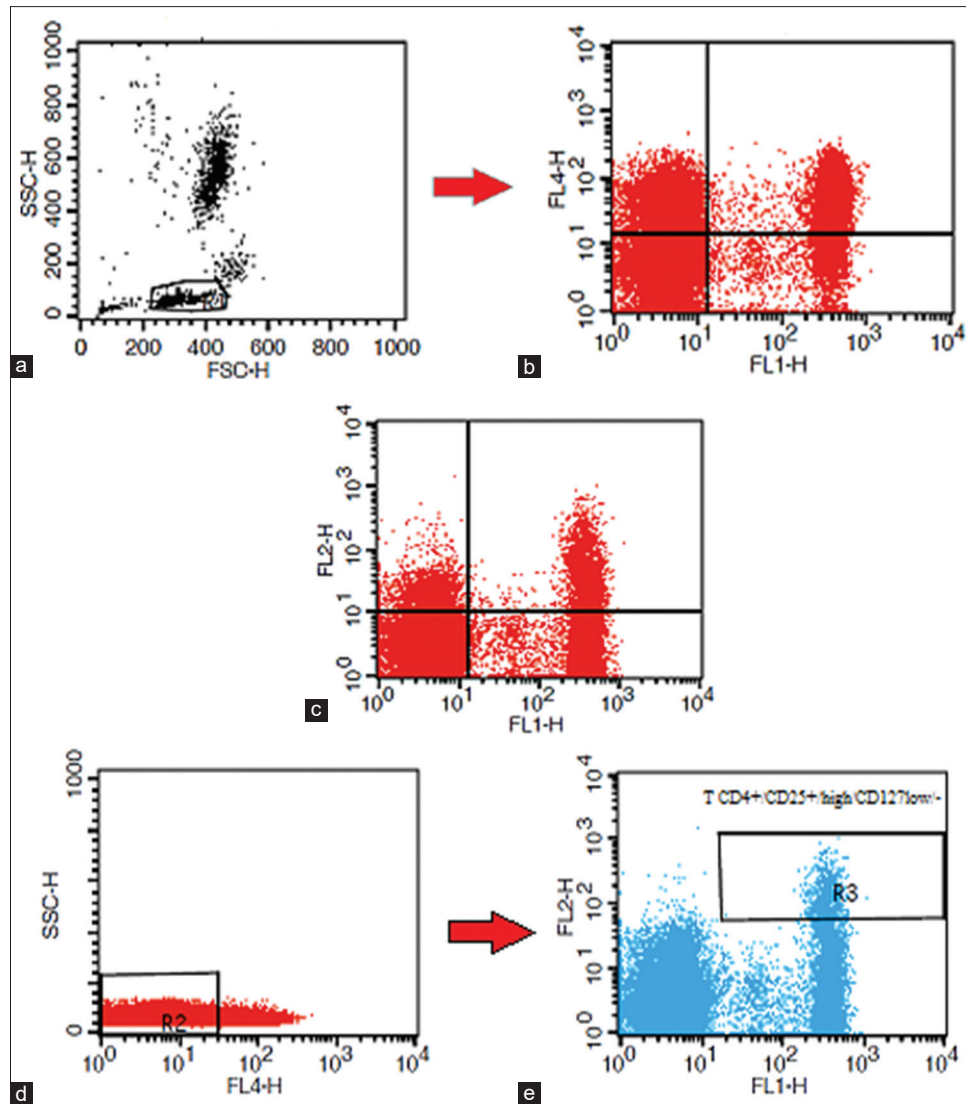 1000
800
600
400
200
0
SSC-H
0 200 400 600 800 1000
FSC-H
a
10⁴
10³
10²
10¹
10⁰
FL4-H
10⁰ 10¹ 10² 10³ 10⁴
FL1-H
b
10⁴
10³
10²
10¹
10⁰
FL2-H
10⁰ 10¹ 10² 10³ 10⁴
FL1-H
c
1000
0
SSC-H
R2
10⁰ 10¹ 10² 10³ 10⁴
FL4-H
d
T CD4+/CD25+/high/CD127low/-
10⁴
10³
10²
10¹
10⁰
FL2-H
R3
10⁰ 10¹ 10² 10³ 10⁴
FL1-H
e